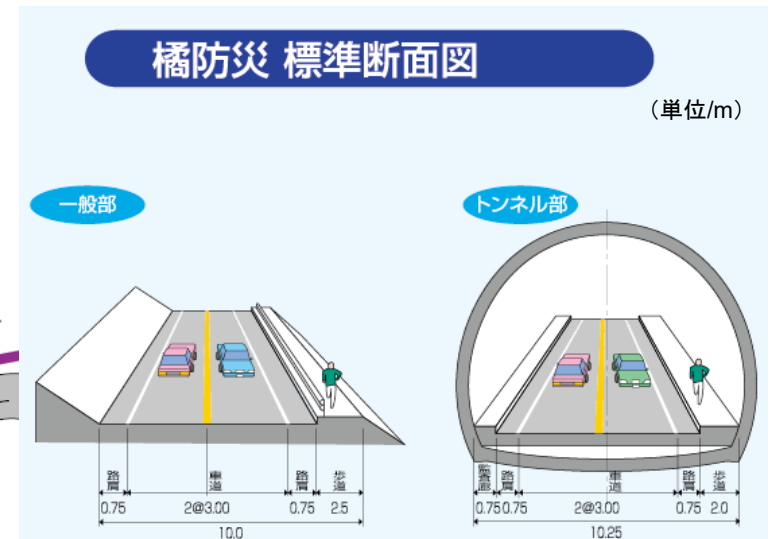 橘防災 標準断面図
（単位/m）
一般部
トンネル部
路肩 車道 路肩 歩道
0.75 2@3.00 0.75 2.5
10.0
監査廊 路肩 車道 路肩 歩道
0.75 0.75 2@3.00 0.75 2.0
10.25